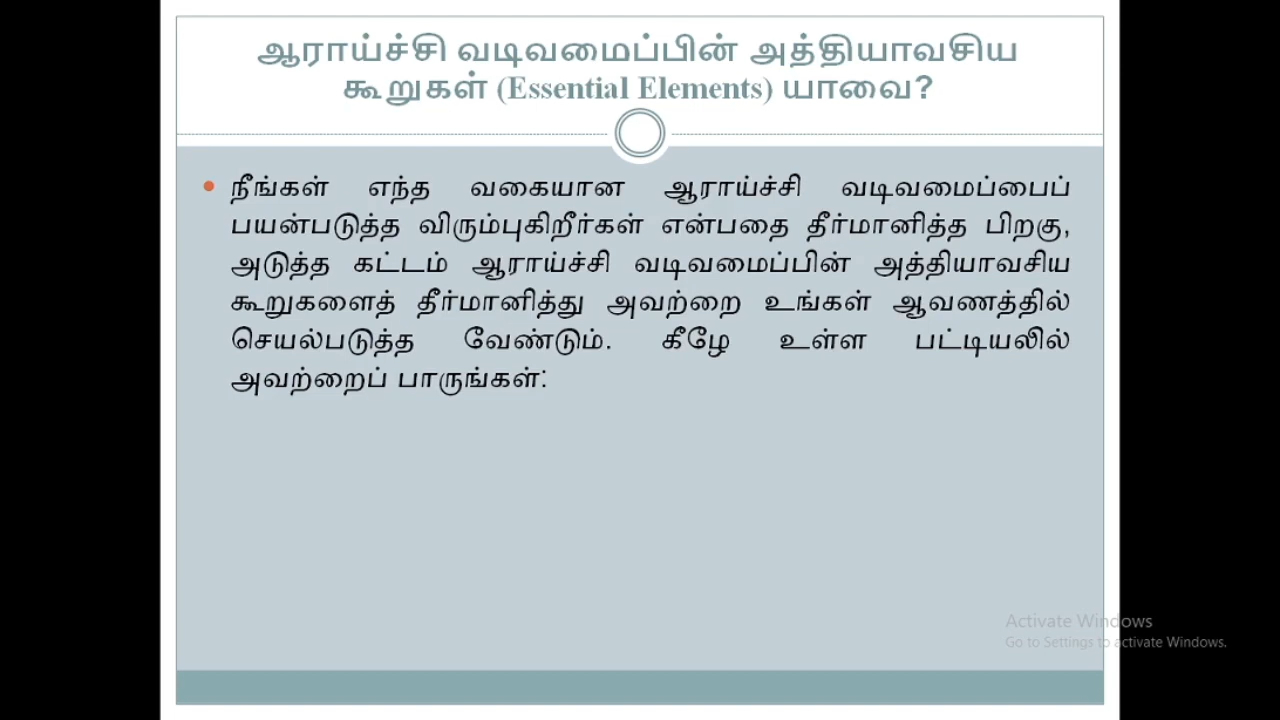 ஆராய்ச்சி வடிவமைப்பின் அத்தியாவசிய
கூறுகள் (Essential Elements) யாவை?
• நீங்கள் எந்த வகையான ஆராய்ச்சி வடிவமைப்பைப்
பயன்படுத்த விரும்புகிறீர்கள் என்பதை தீர்மானித்த பிறகு,
அடுத்த கட்டம் ஆராய்ச்சி வடிவமைப்பின் அத்தியாவசிய
கூறுகளைத் தீர்மானித்து அவற்றை உங்கள் ஆவணத்தில்
செயல்படுத்த வேண்டும். கீழே உள்ள பட்டியலில்
அவற்றைப் பாருங்கள்:
Activate Windows
Go to Settings to activate Windows.